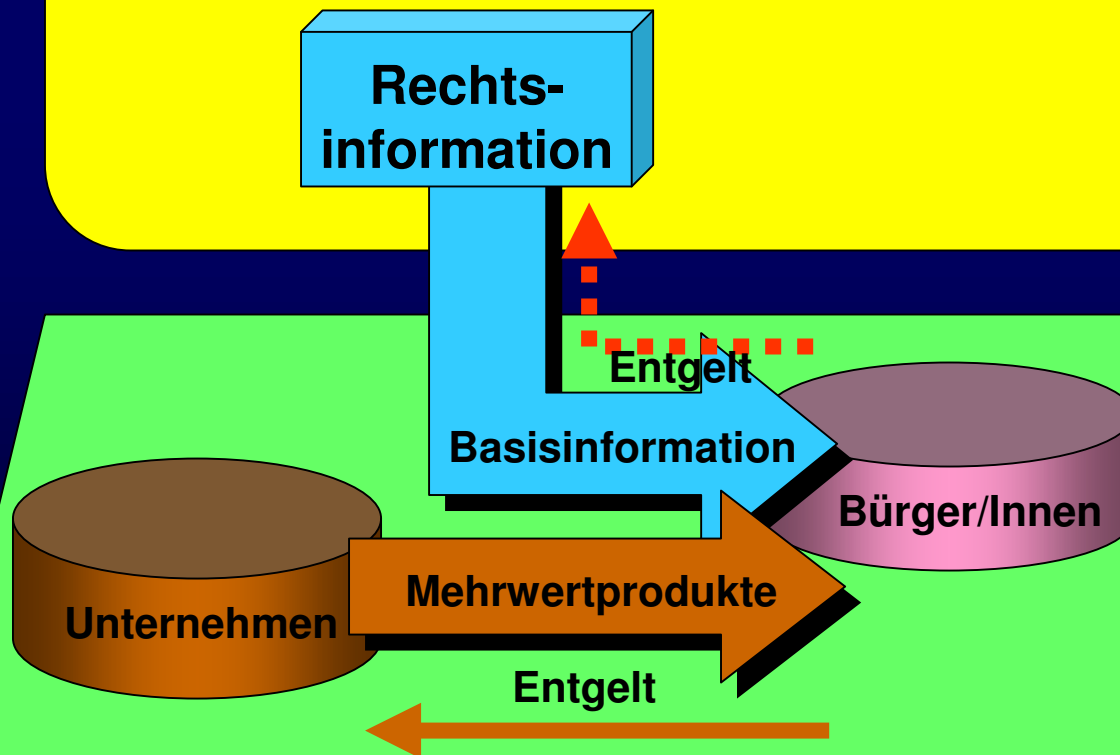 Rechts-
information
Entgelt
Basisinformation
Bürger/Innen
Mehrwertprodukte
Unternehmen
Entgelt